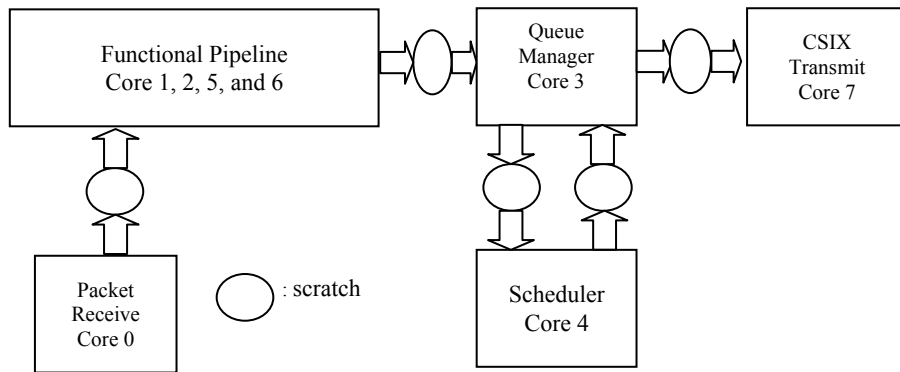 Functional Pipeline
Core 1, 2, 5, and 6
Queue
Manager
Core 3
CSIX
Transmit
Core 7
Packet
Receive
Core 0
: scratch
Scheduler
Core 4